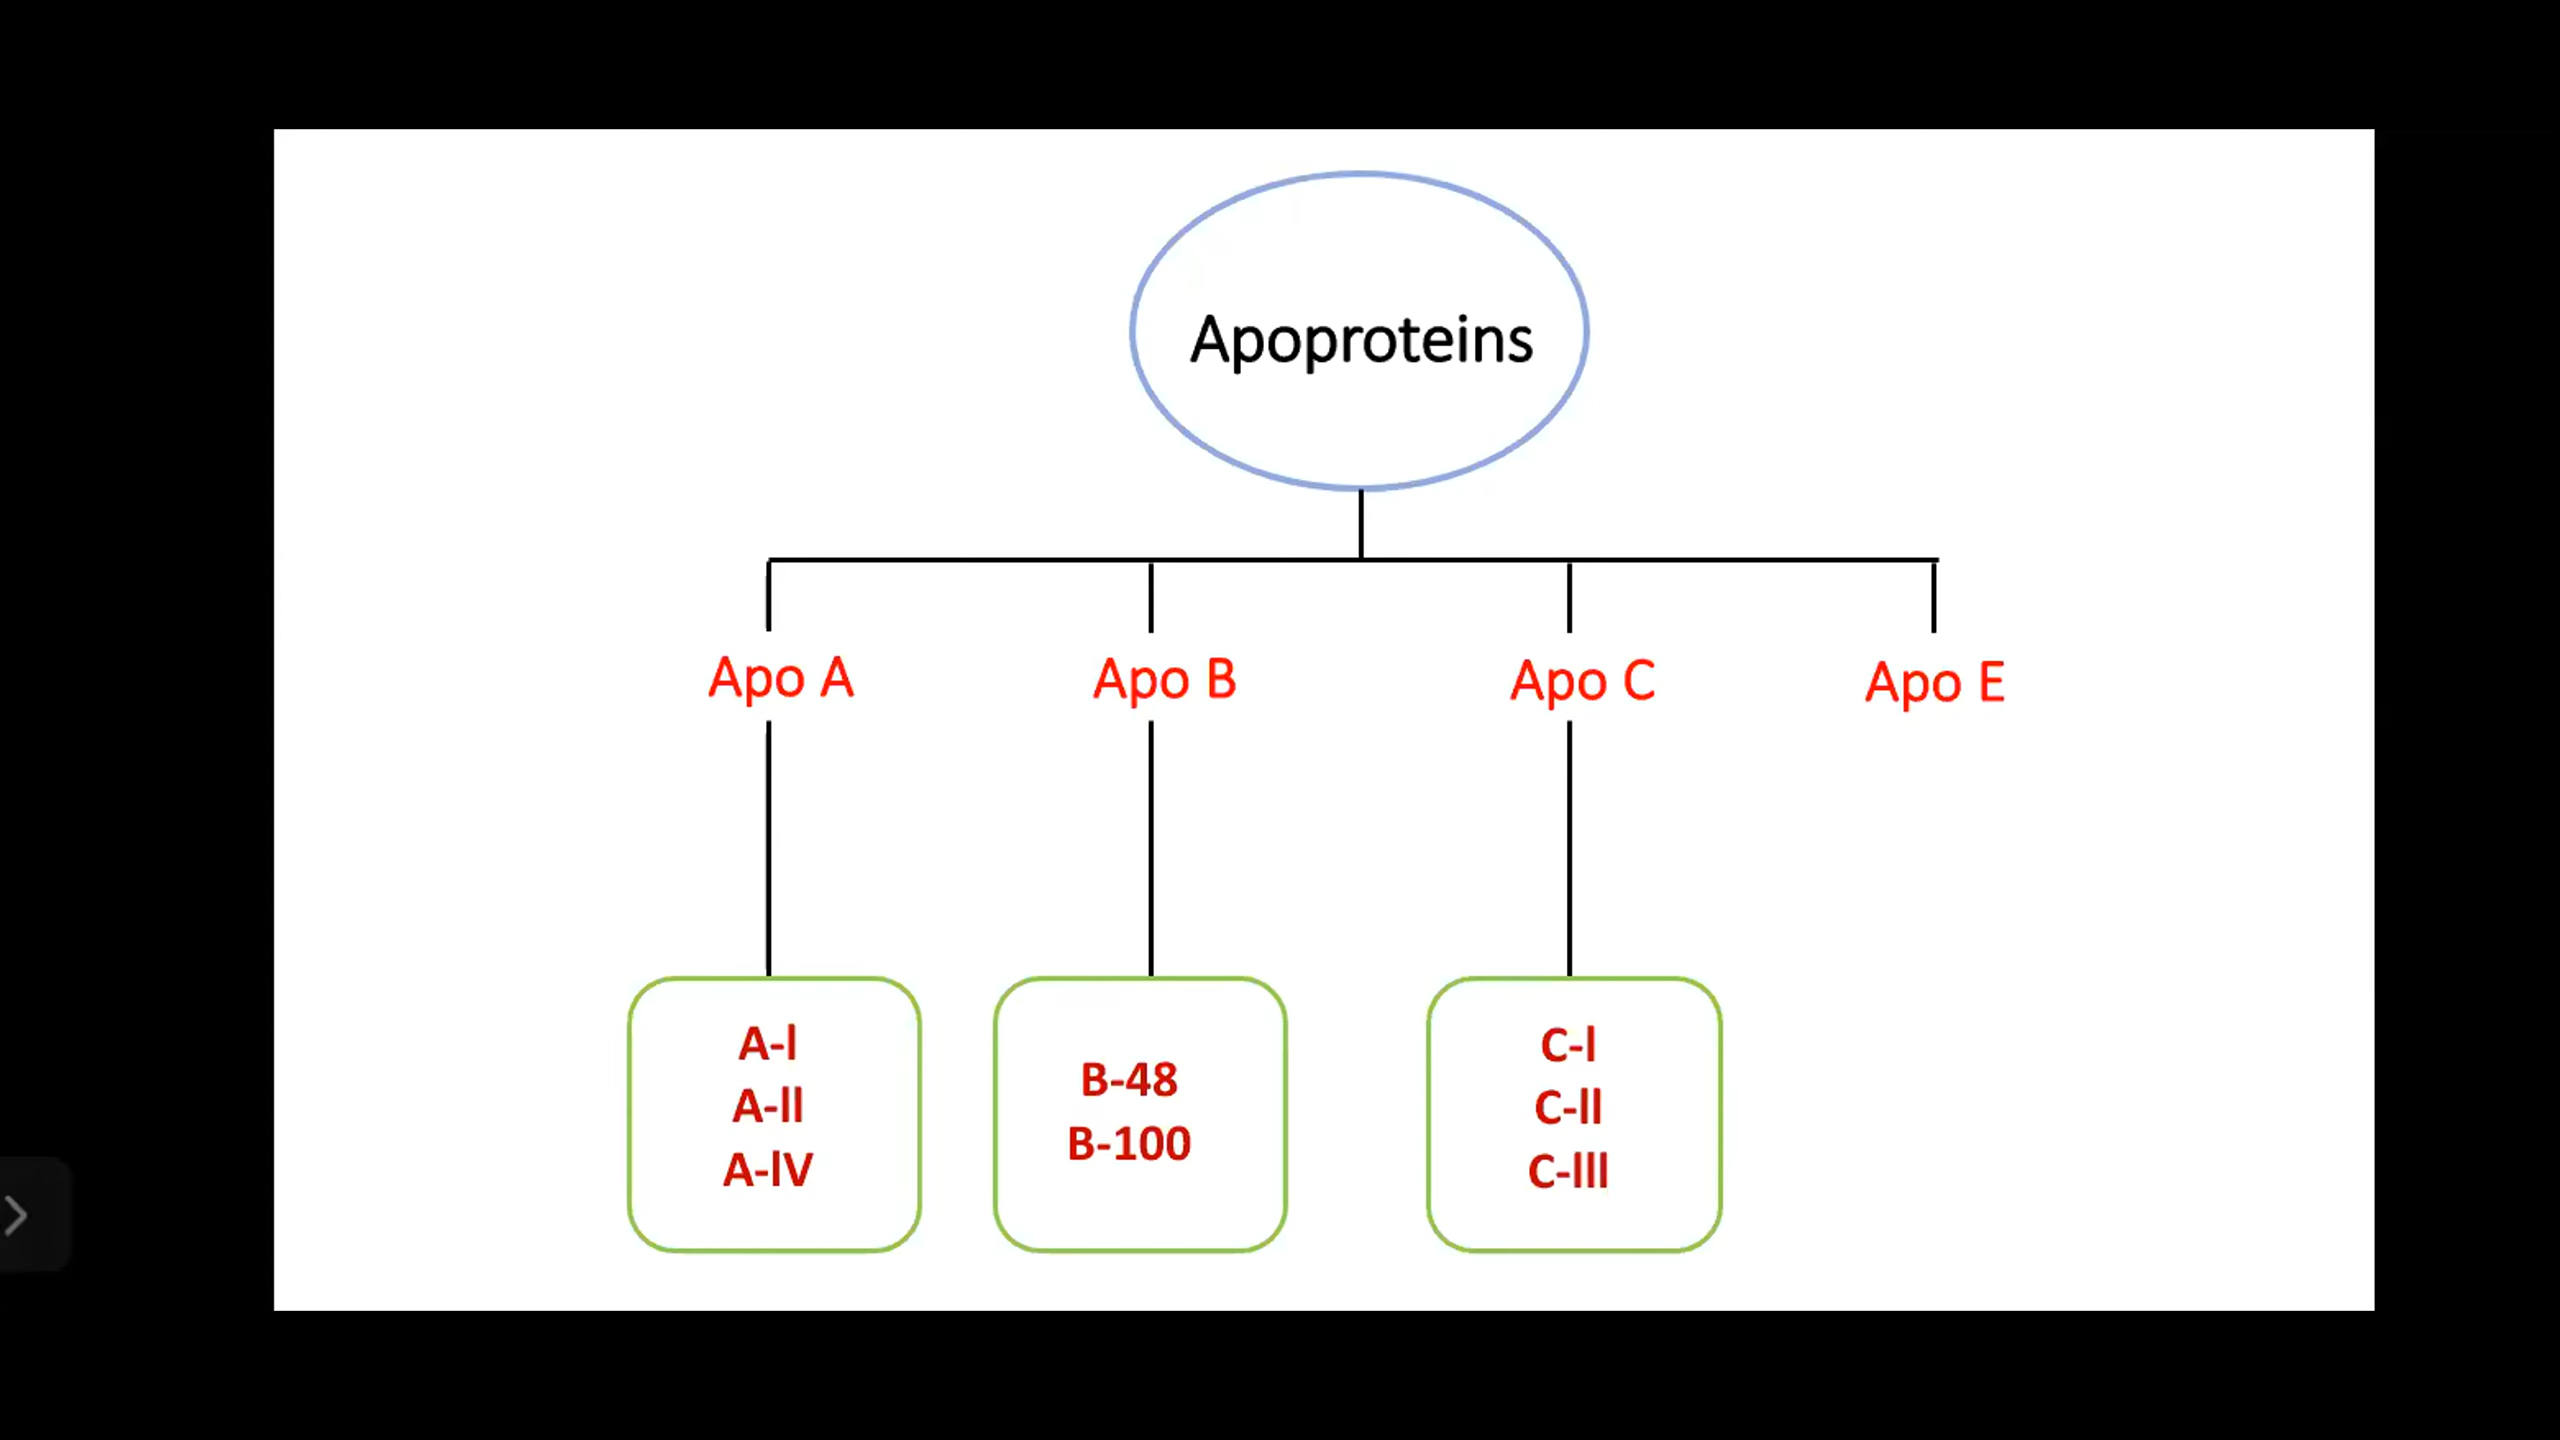 Apoproteins
Apo A
Apo B
Apo C
Apo E
A-I
A-II
A-IV
B-48
B-100
C-I
C-II
C-III